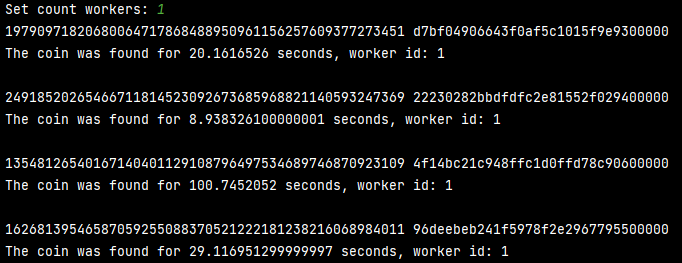 Set count workers: 1
19790971820680064717868488950961156257609377273451 d7bf04906643f0af5c1015f9e9300000
The coin was found for 20.1616526 seconds, worker id: 1
24918520265466711814523092673685968821140593247369 22230282bbdfdfc2e81552f029400000
The coin was found for 8.938326100000001 seconds, worker id: 1
13548126540167140401129108796497534689746870923109 4f14bc21c948ffc1d0ffd78c90600000
The coin was found for 100.7452052 seconds, worker id: 1
16268139546587059255088370521222181238216068984011 96deebeb241f5978f2e2967795500000
The coin was found for 29.116951299999997 seconds, worker id: 1